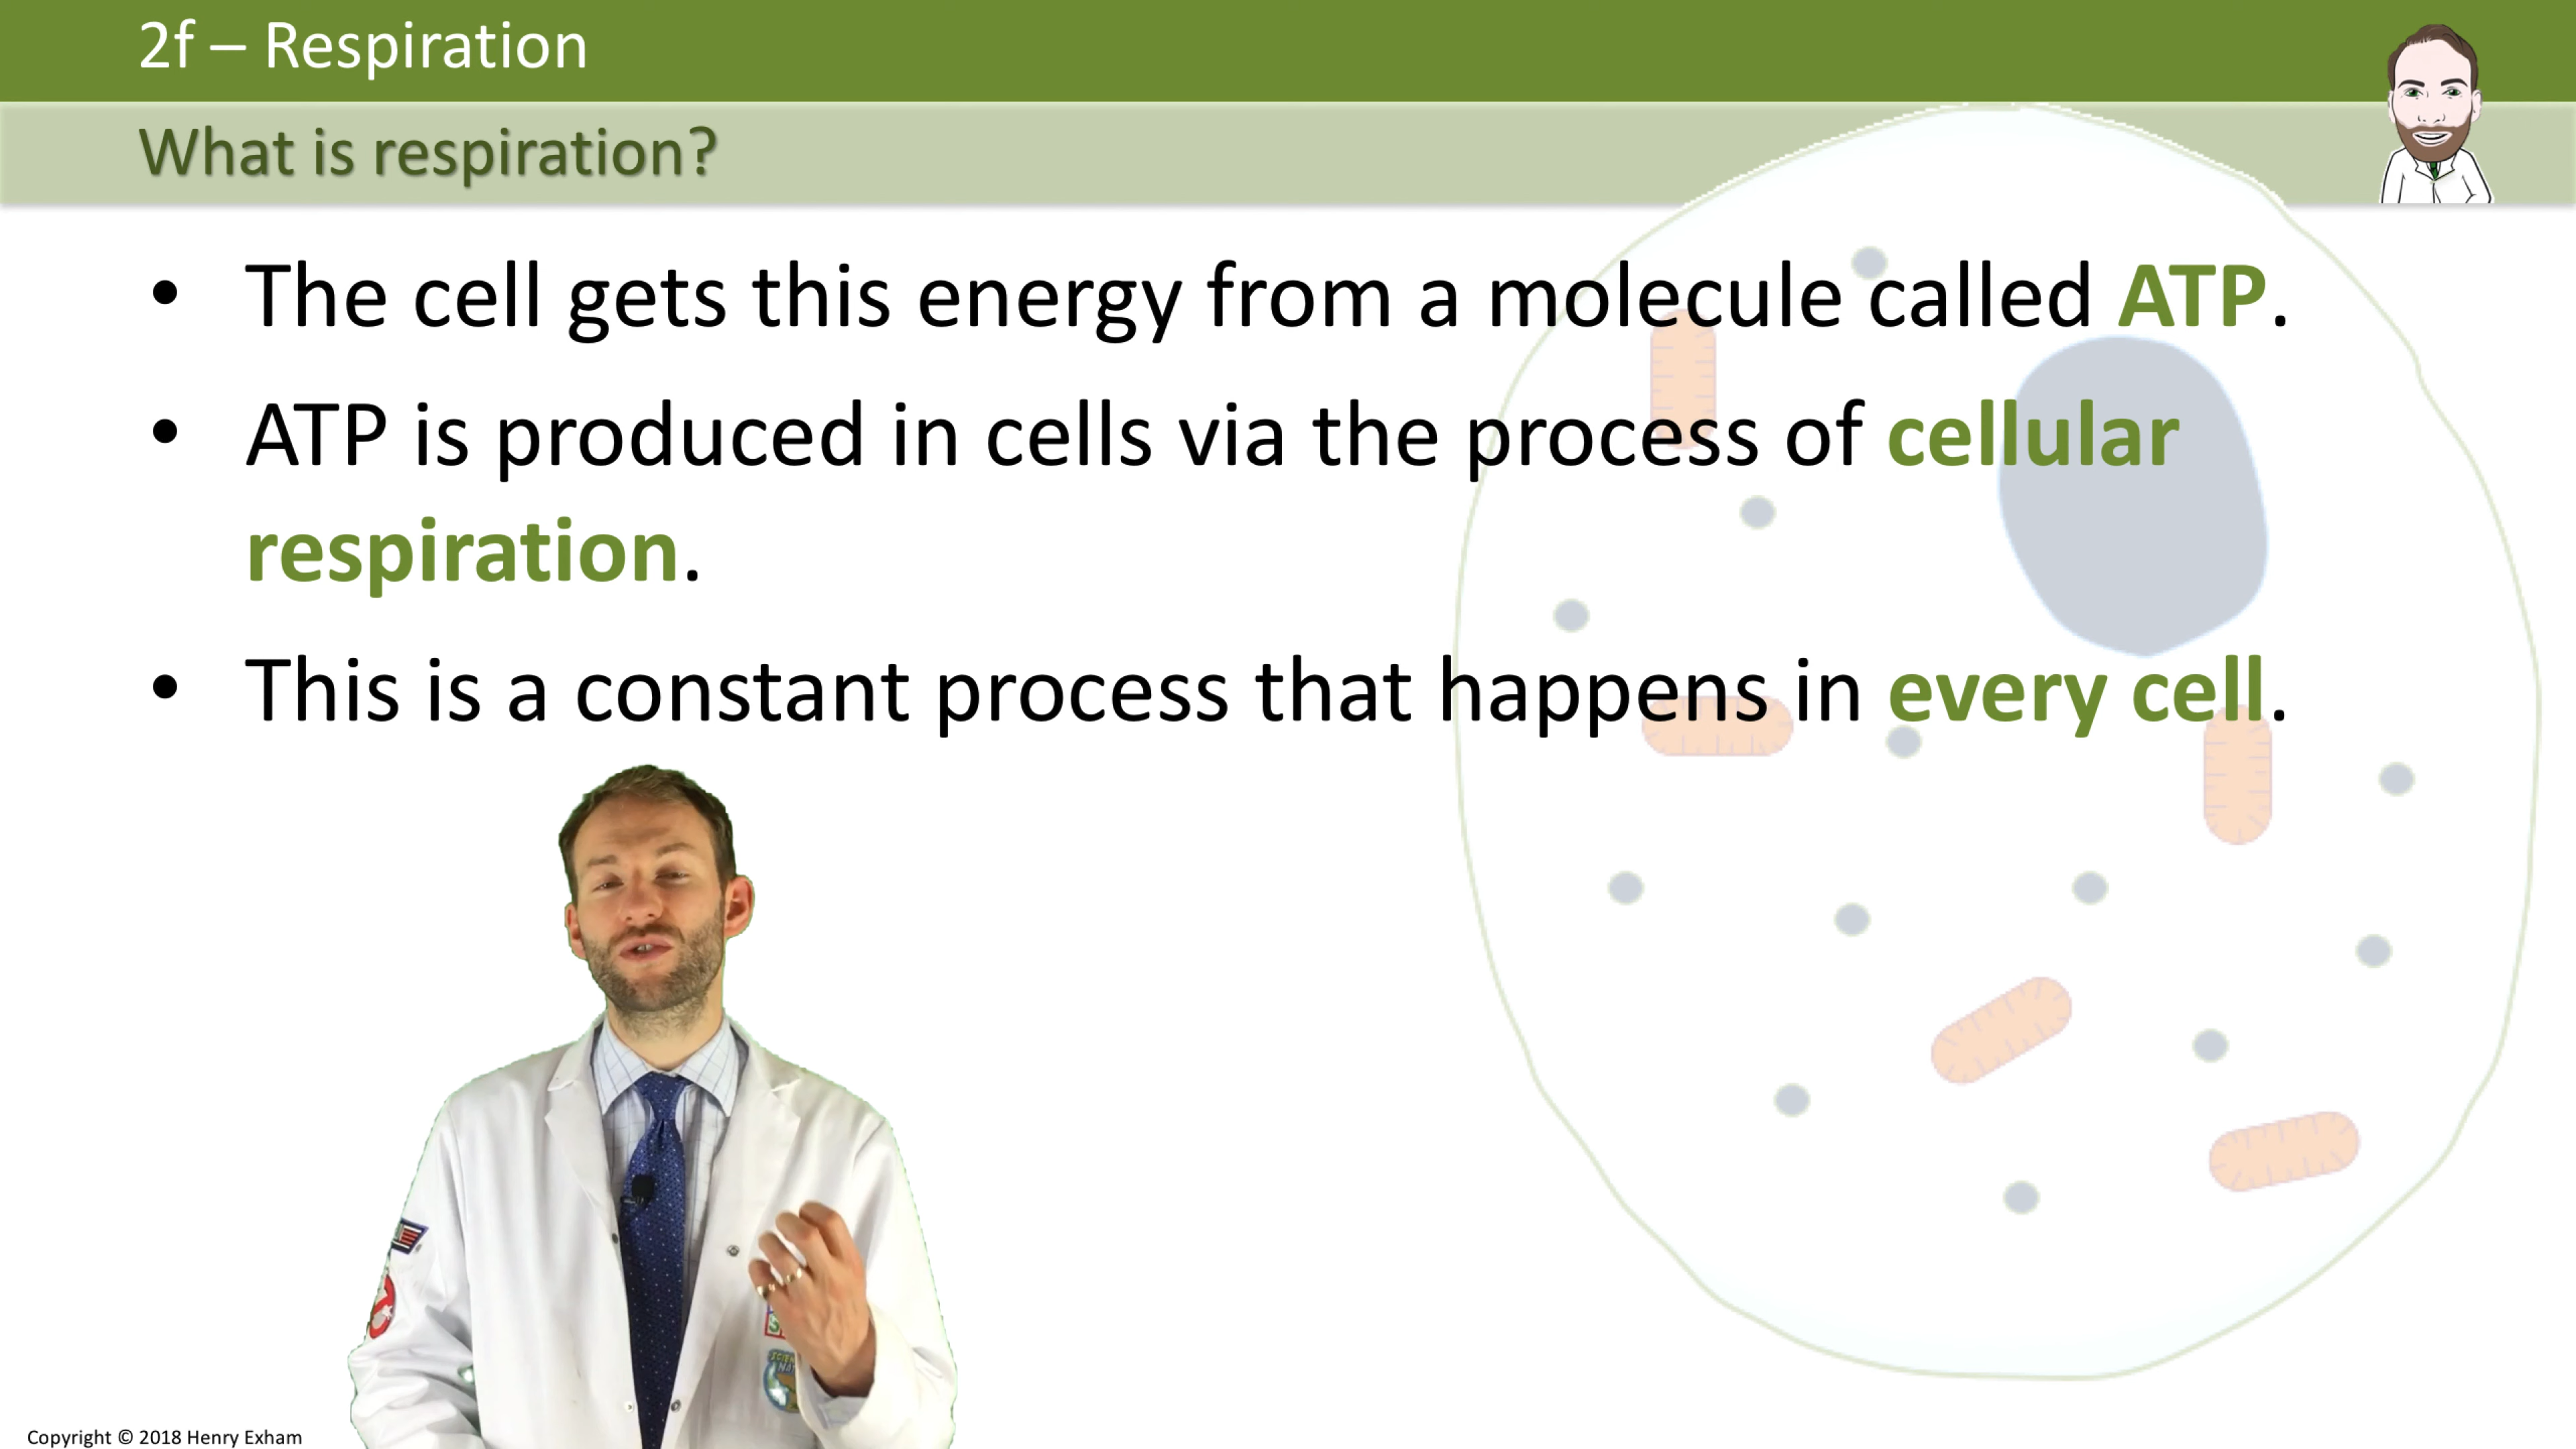 2f – Respiration
What is respiration?
• The cell gets this energy from a molecule called ATP.
• ATP is produced in cells via the process of cellular
respiration.
• This is a constant process that happens in every cell.
Copyright © 2018 Henry Exham